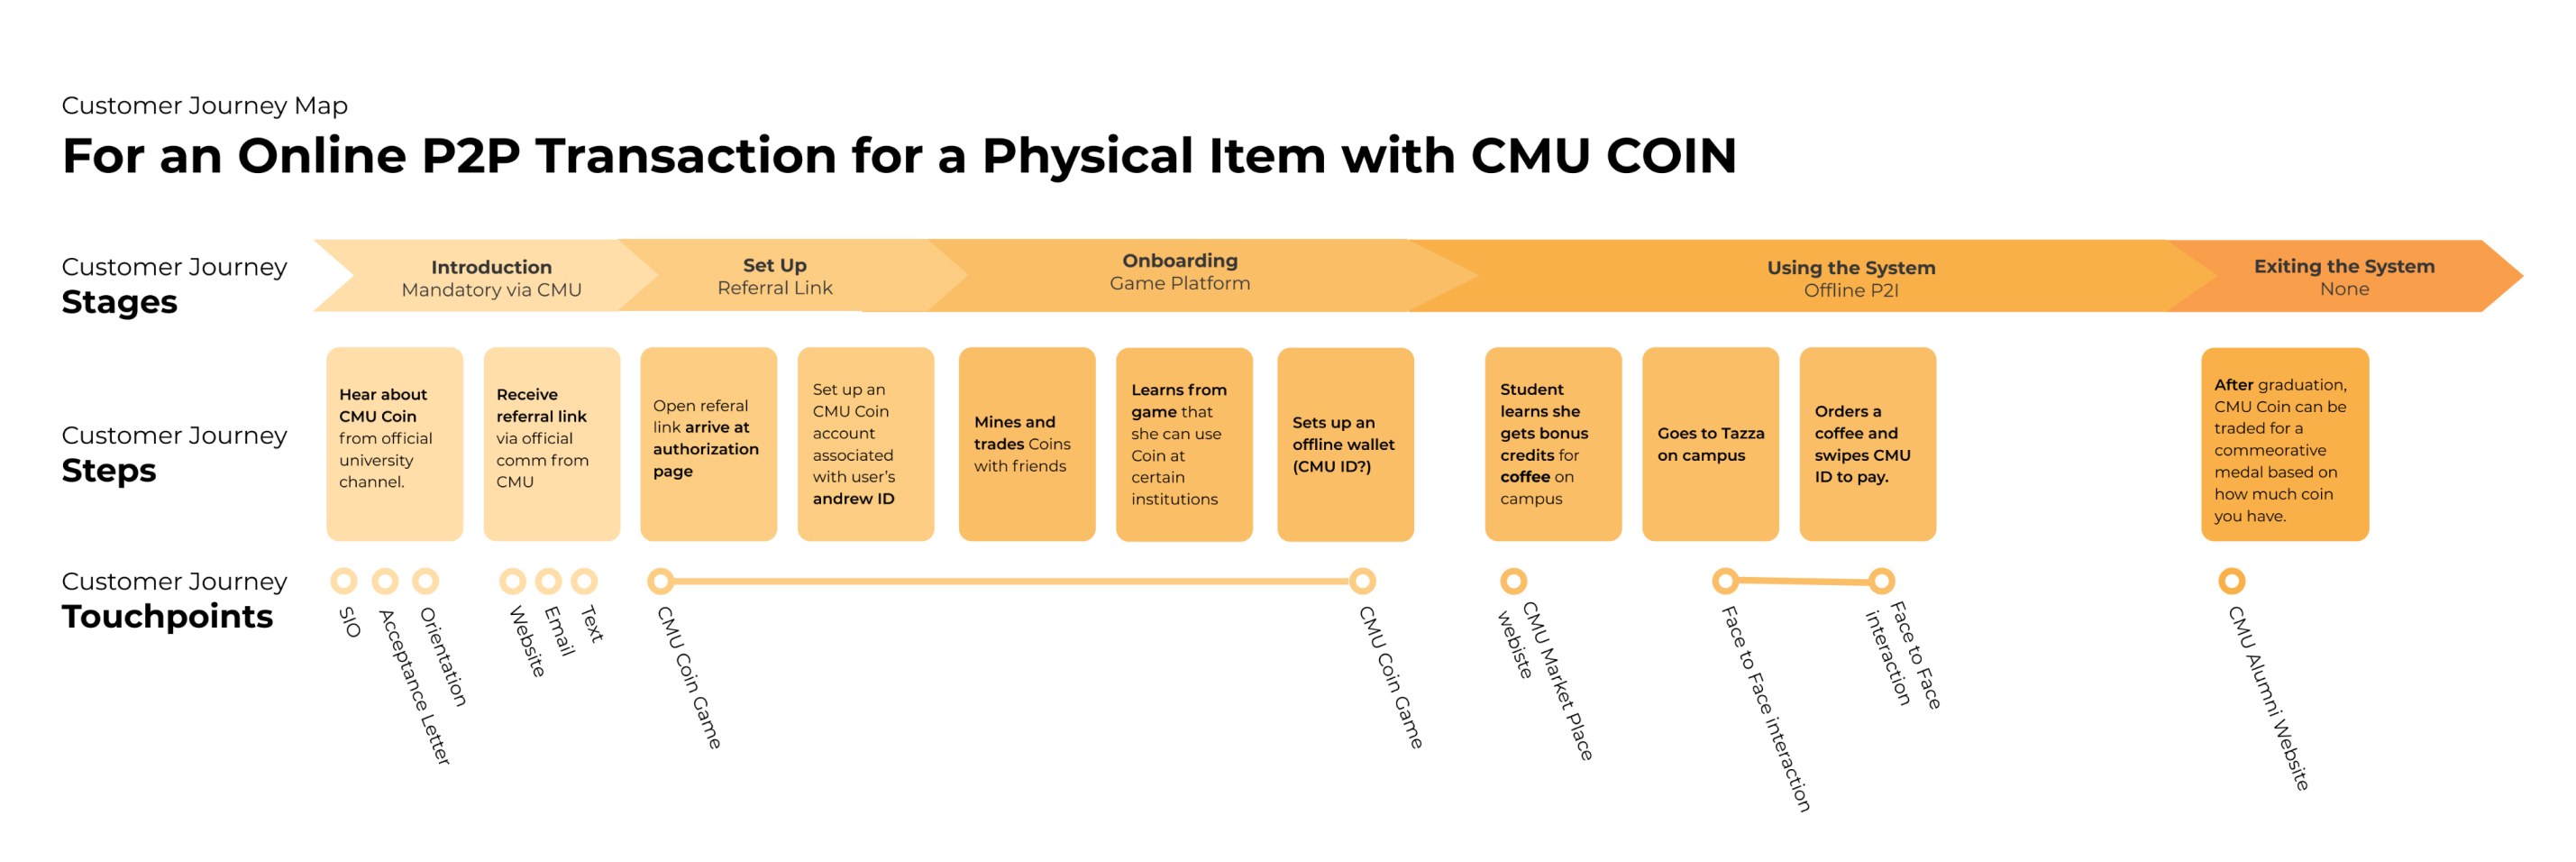 Customer Journey Map
For an Online P2P Transaction for a Physical Item with CMU COIN
Customer Journey
Stages
Introduction
Mandatory via CMU
Set Up
Referral Link
Onboarding
Game Platform
Using the System
Offline P2I
Exiting the System
None
Customer Journey
Steps
Hear about
CMU Coin
from official
university
channel.
Receive
referral link
via official
comm from
CMU
Open referal
link arrive at
authorization
page
Set up an
CMU Coin
account
associated
with user's
andrew ID
Mines and
trades Coins
with friends
Learns from
game that
she can use
Coin at
certain
institutions
Sets up an
offline wallet
(CMU ID?)
Student
learns she
gets bonus
credits for
coffee on
campus
Goes to Tazza
on campus
Orders a
coffee and
swipes CMU
ID to pay.
After graduation,
CMU Coin can be
traded for a
commeorative
medal based on
how much coin
you have.
Customer Journey
Touchpoints
SIO
Acceptance Letter
Orientation
Website
Email
Text
CMU Coin Game
CMU Coin Game
CMU Market Place
webiste
Face to Face interaction
Face to Face
interaction
CMU Alumni Website